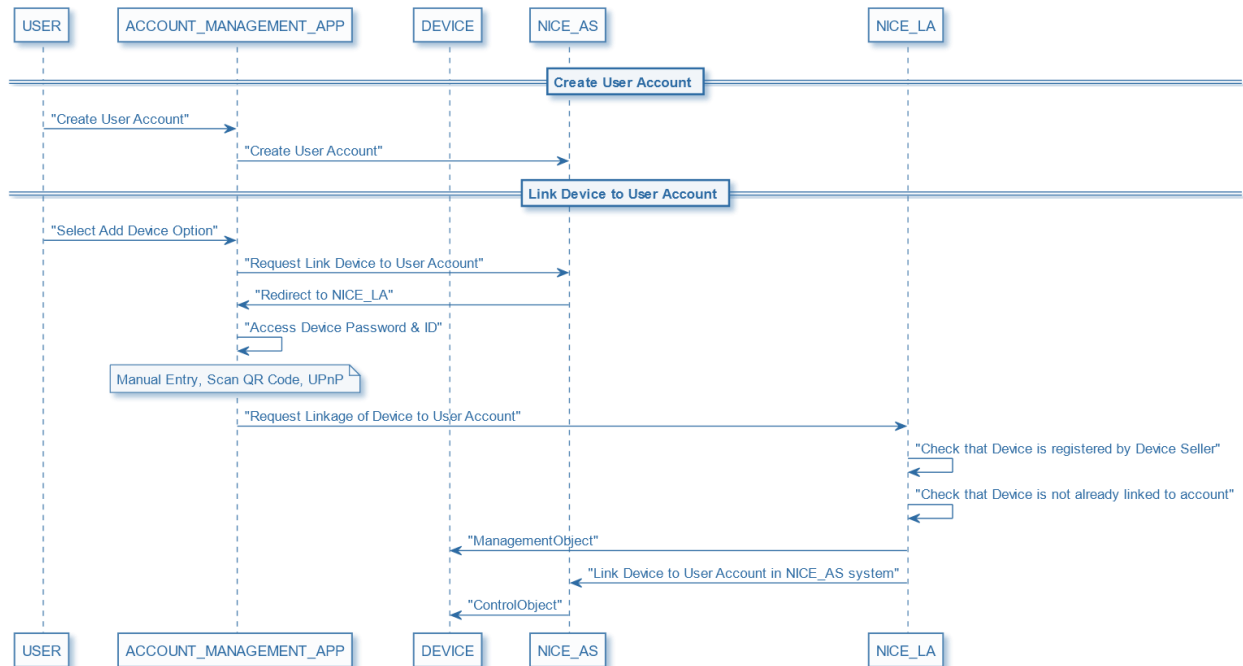 USER
ACCOUNT_MANAGEMENT_APP
DEVICE
NICE_AS
NICE_LA
Create User Account
"Create User Account"
"Create User Account"
Link Device to User Account
"Select Add Device Option"
"Request Link Device to User Account"
"Redirect to NICE_LA"
"Access Device Password & ID"
Manual Entry, Scan QR Code, UPnP
"Request Linkage of Device to User Account"
"Check that Device is registered by Device Seller"
"Check that Device is not already linked to account"
"ManagementObject"
"Link Device to User Account in NICE_AS system"
"ControlObject"
USER
ACCOUNT_MANAGEMENT_APP
DEVICE
NICE_AS
NICE_LA